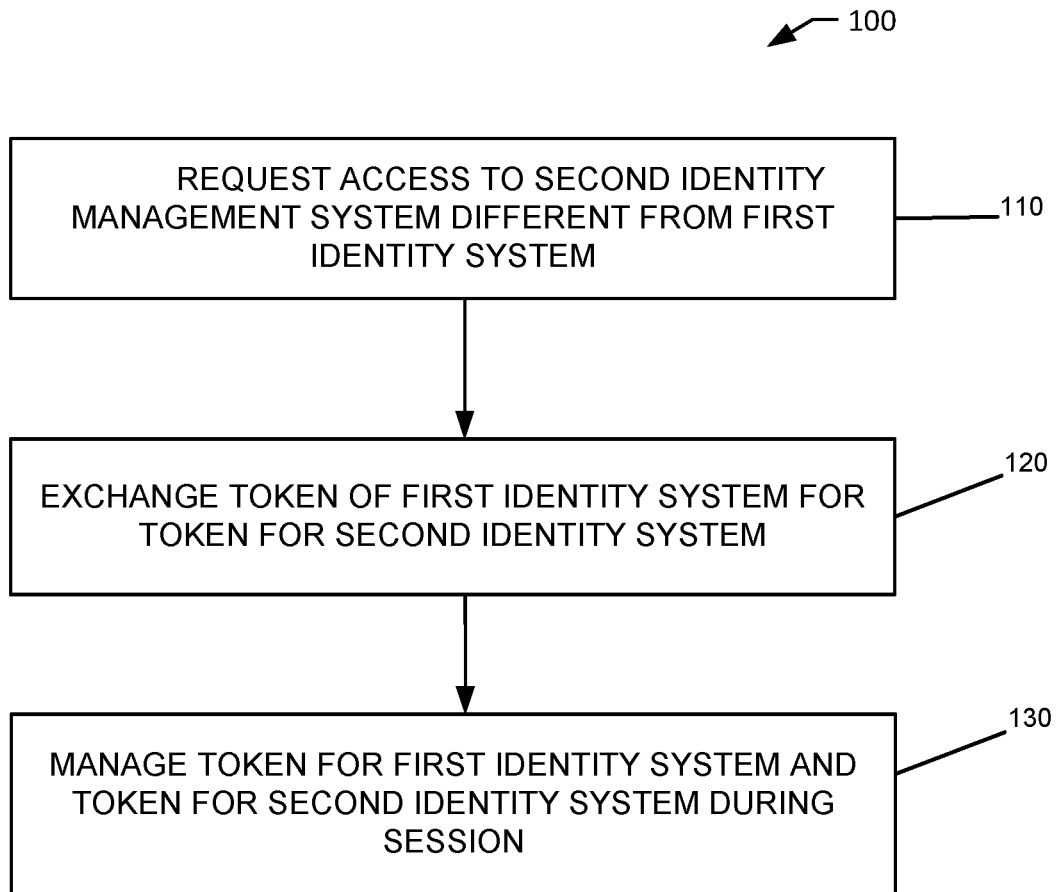 100
REQUEST ACCESS TO SECOND IDENTITY
MANAGEMENT SYSTEM DIFFERENT FROM FIRST
IDENTITY SYSTEM
110
EXCHANGE TOKEN OF FIRST IDENTITY SYSTEM FOR
TOKEN FOR SECOND IDENTITY SYSTEM
120
MANAGE TOKEN FOR FIRST IDENTITY SYSTEM AND
TOKEN FOR SECOND IDENTITY SYSTEM DURING
SESSION
130